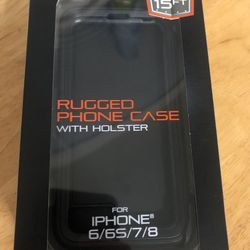 15FT
RUGGED
PHONE CASE
WITH HOLSTER
FOR
IPHONE®
6/6S/7/8